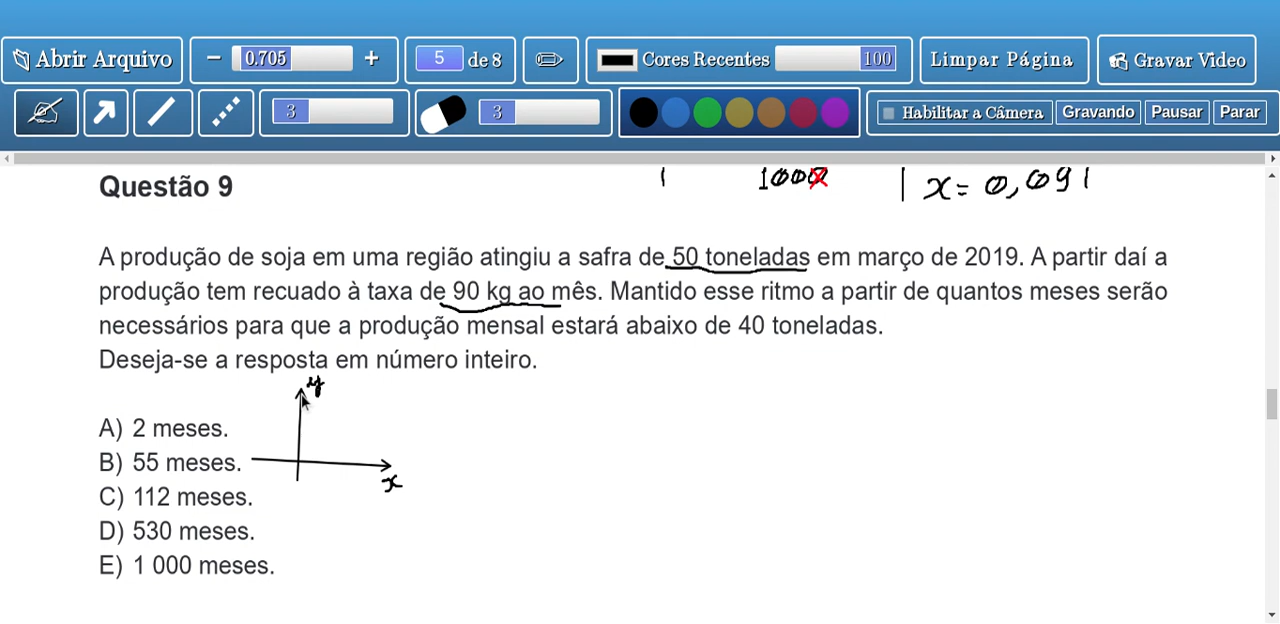 Abrir Arquivo − 0.705 + 5 de 8 Cores Recentes 100 Limpar Página Gravar Video
3 3 Habilitar a Câmera Gravando Pausar Parar
Questão 9 1 1000 | x = 0,091
A produção de soja em uma região atingiu a safra de 50 toneladas em março de 2019. A partir daí a
produção tem recuado à taxa de 90 kg ao mês. Mantido esse ritmo a partir de quantos meses serão
necessários para que a produção mensal estará abaixo de 40 toneladas.
Deseja-se a resposta em número inteiro.
y
A) 2 meses.
B) 55 meses.
x
C) 112 meses.
D) 530 meses.
E) 1 000 meses.